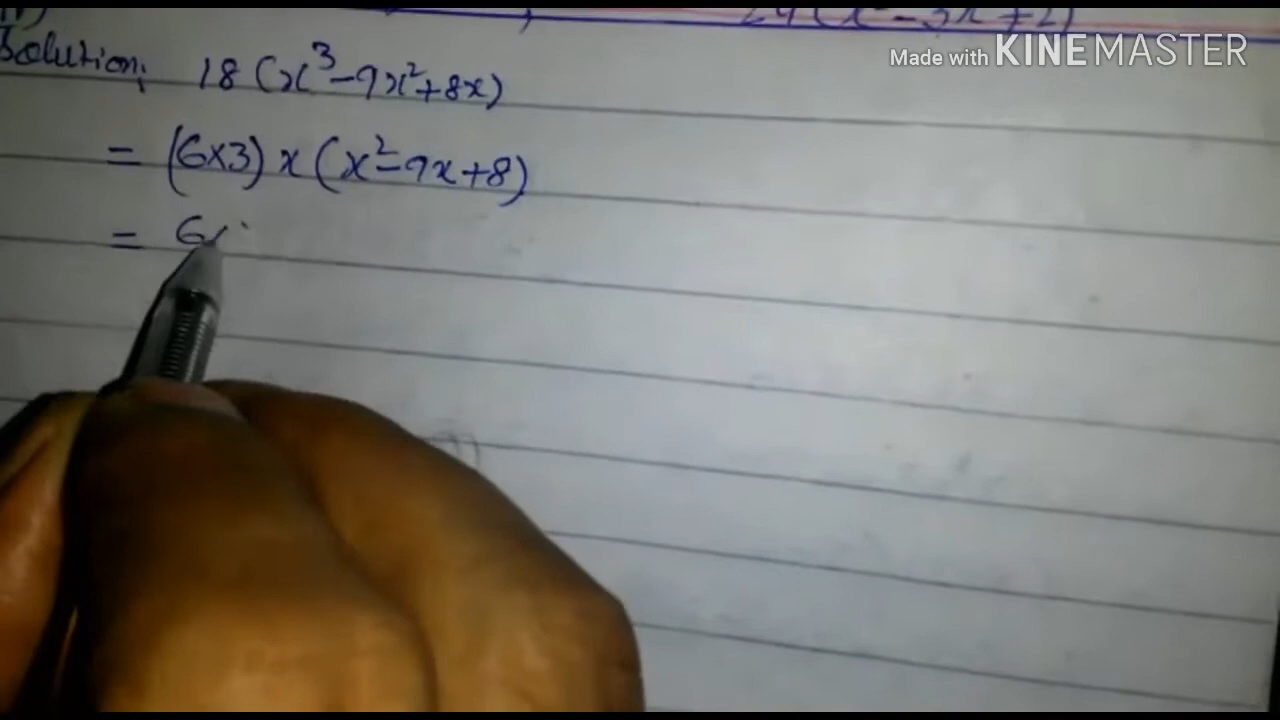 Made with KINEMASTER
Solution: 18 (x³-9x²+8x)
= (6×3) x (x²-9x+8)
= 6